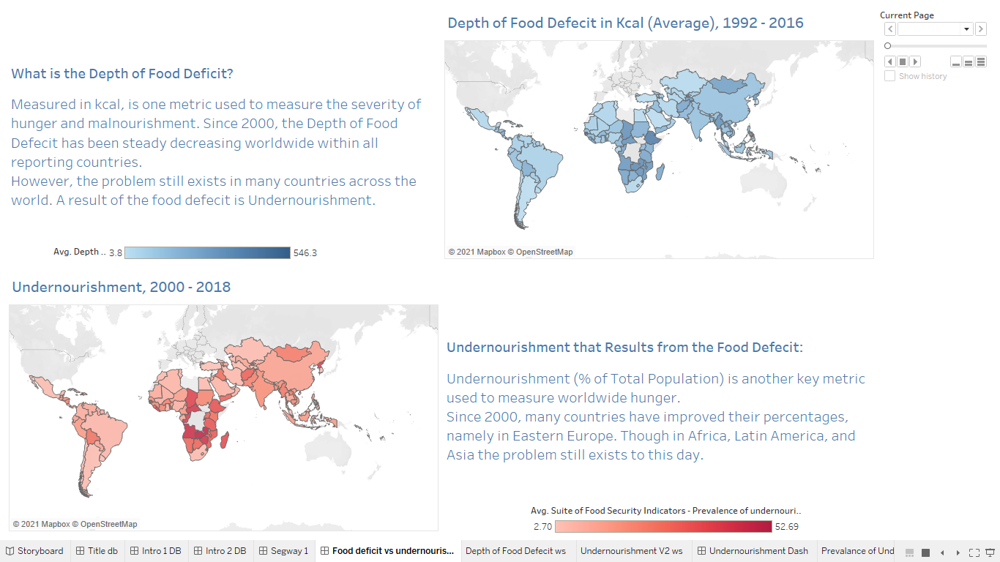 Depth of Food Defecit in Kcal (Average), 1992 - 2016
Current Page
Show history
What is the Depth of Food Deficit?
Measured in kcal, is one metric used to measure the severity of
hunger and malnourishment. Since 2000, the Depth of Food
Defecit has been steady decreasing worldwide within all
reporting countries.
However, the problem still exists in many countries across the
world. A result of the food defecit is Undernourishment.
Avg. Depth ..
3.8
546.3
© 2021 Mapbox © OpenStreetMap
Undernourishment, 2000 - 2018
© 2021 Mapbox © OpenStreetMap
Undernourishment that Results from the Food Defecit:
Undernourishment (% of Total Population) is another key metric
used to measure worldwide hunger.
Since 2000, many countries have improved their percentages,
namely in Eastern Europe. Though in Africa, Latin America, and
Asia the problem still exists to this day.
Avg. Suite of Food Security Indicators - Prevalence of undernouri..
2.70
52.69
Storyboard
Title db
Intro 1 DB
Intro 2 DB
Segway 1
Food deficit vs undernouris...
Depth of Food Defecit ws
Undernourishment V2 ws
Undernourishment Dash
Prevalance of Und